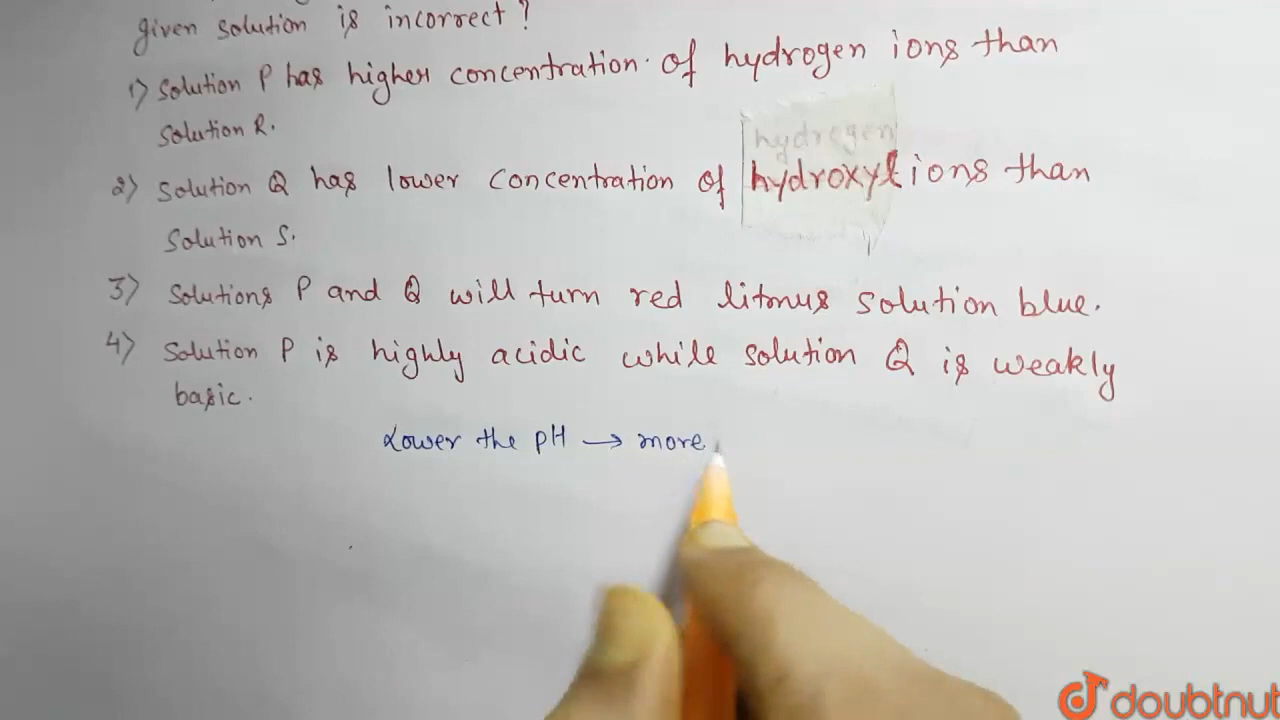 given solution is incorrect?
1) Solution P has higher concentration of hydrogen ions than
solution R.
hydrogen
2) Solution Q has lower concentration of hydroxyl ions than
Solution S.
3) Solutions P and Q will turn red litmus solution blue.
4) Solution P is highly acidic while solution Q is weakly
basic.
Lower the pH → more
doubtnut